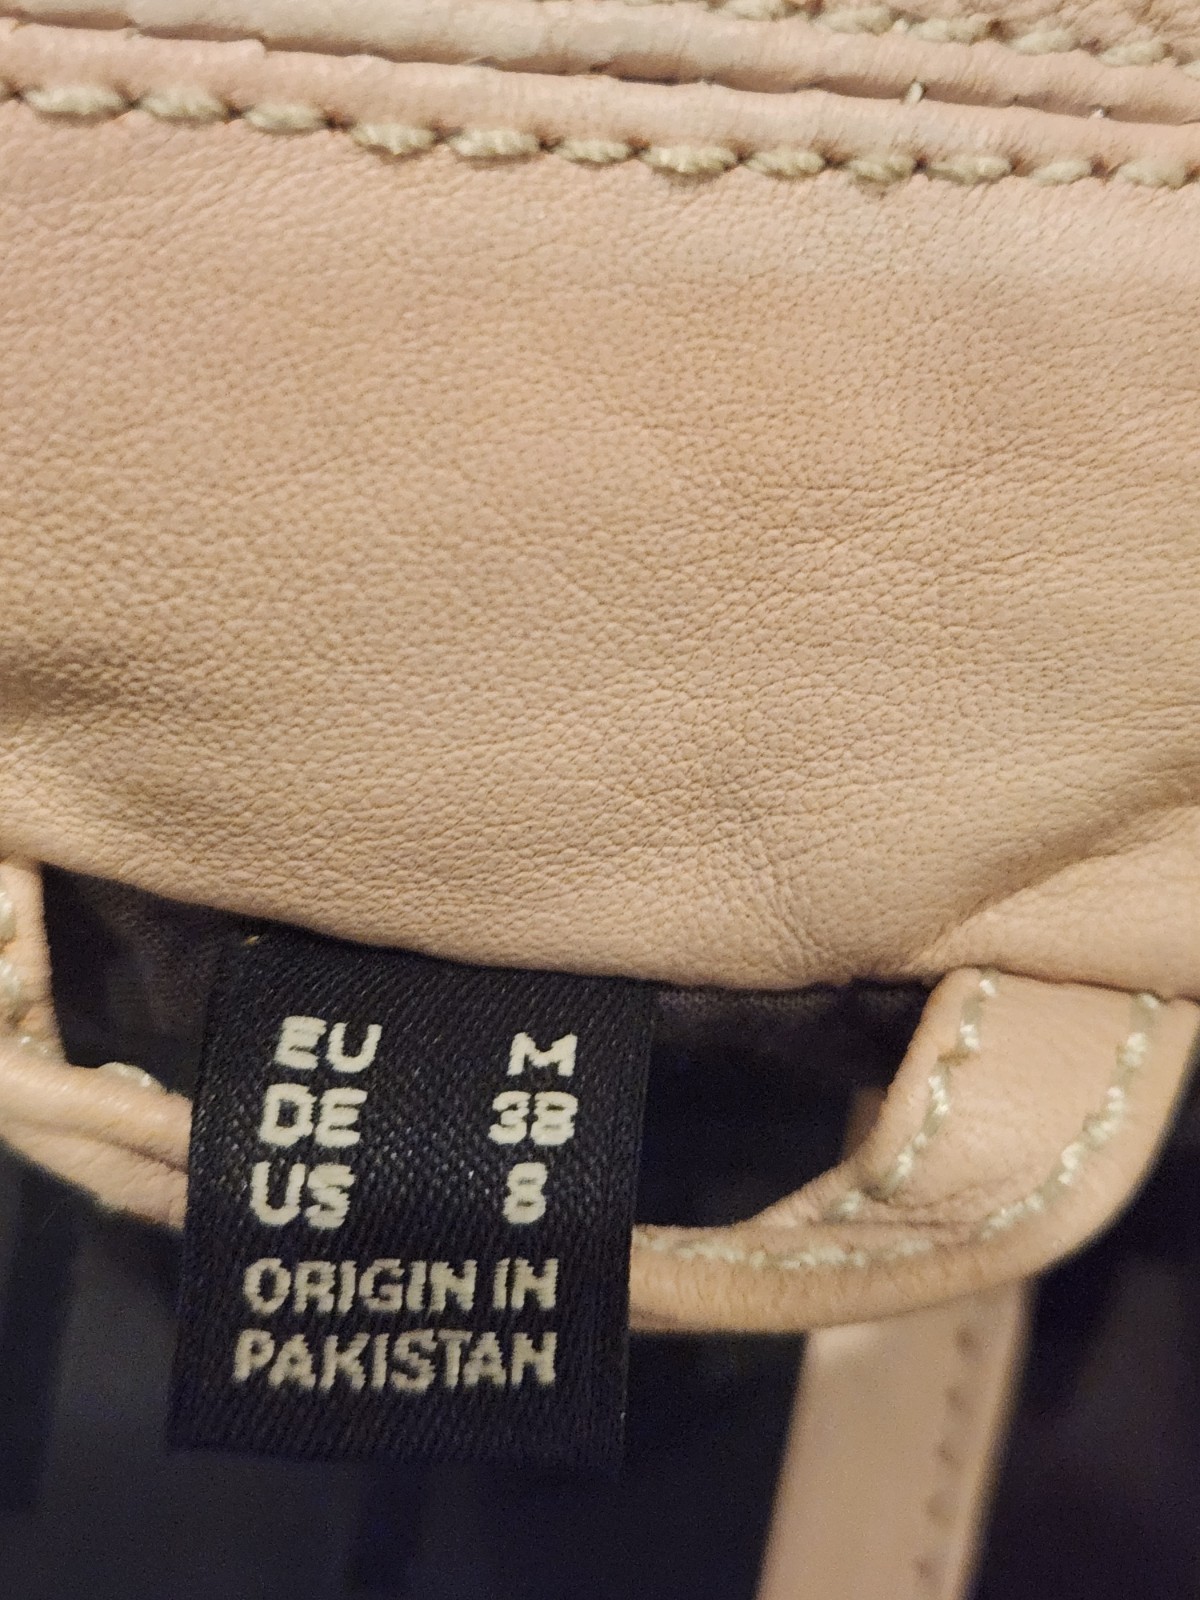 EU M
DE 38
US 8
ORIGIN IN
PAKISTAN